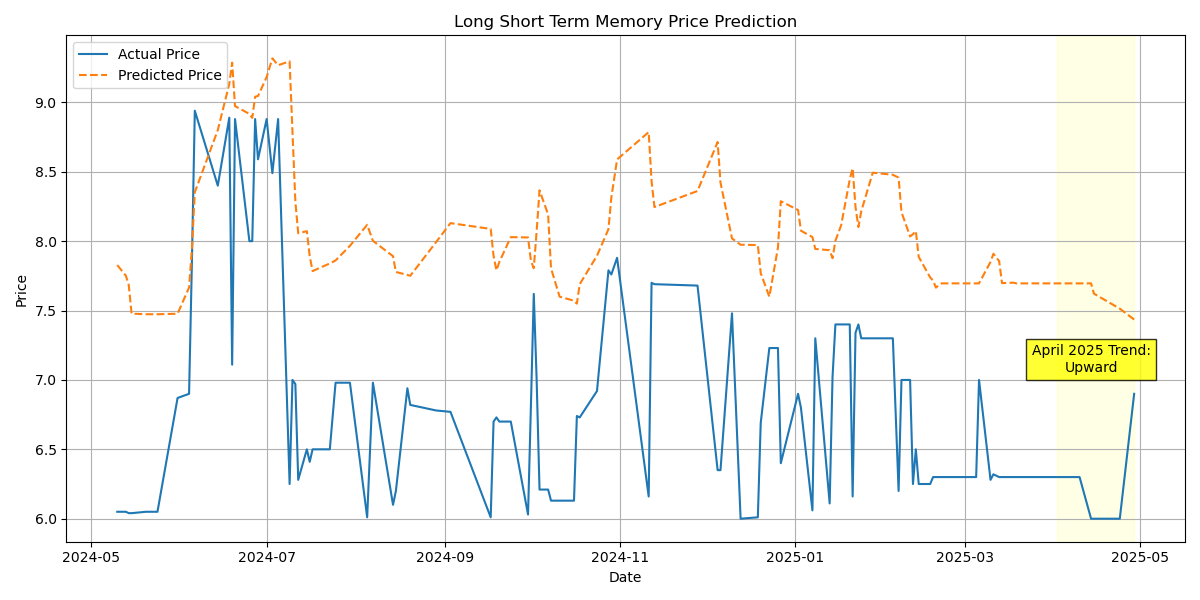 Long Short Term Memory Price Prediction
Actual Price
Predicted Price
Price
9.0
8.5
8.0
7.5
7.0
6.5
6.0
April 2025 Trend:
Upward
2024-05
2024-07
2024-09
2024-11
2025-01
2025-03
2025-05
Date